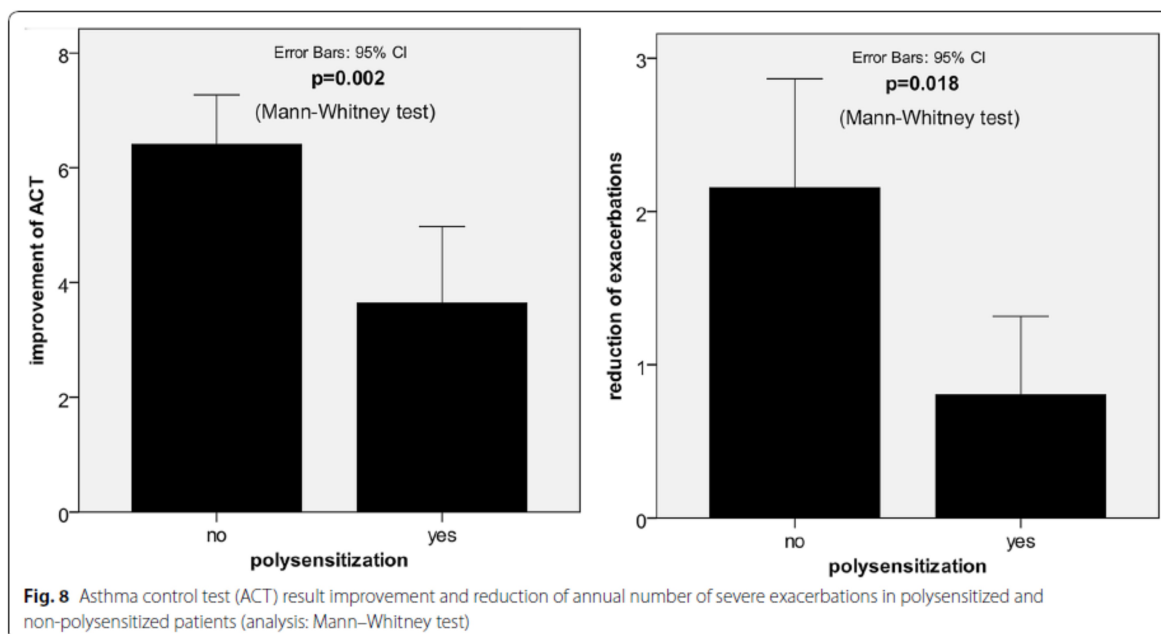 Error Bars: 95% CI
p=0.002
(Mann-Whitney test)
8
6
4
2
0
improvement of ACT
no
yes
polysensitization
Error Bars: 95% CI
p=0.018
(Mann-Whitney test)
3
2
1
0
reduction of exacerbations
no
yes
polysensitization
Fig. 8 Asthma control test (ACT) result improvement and reduction of annual number of severe exacerbations in polysensitized and
non-polysensitized patients (analysis: Mann–Whitney test)